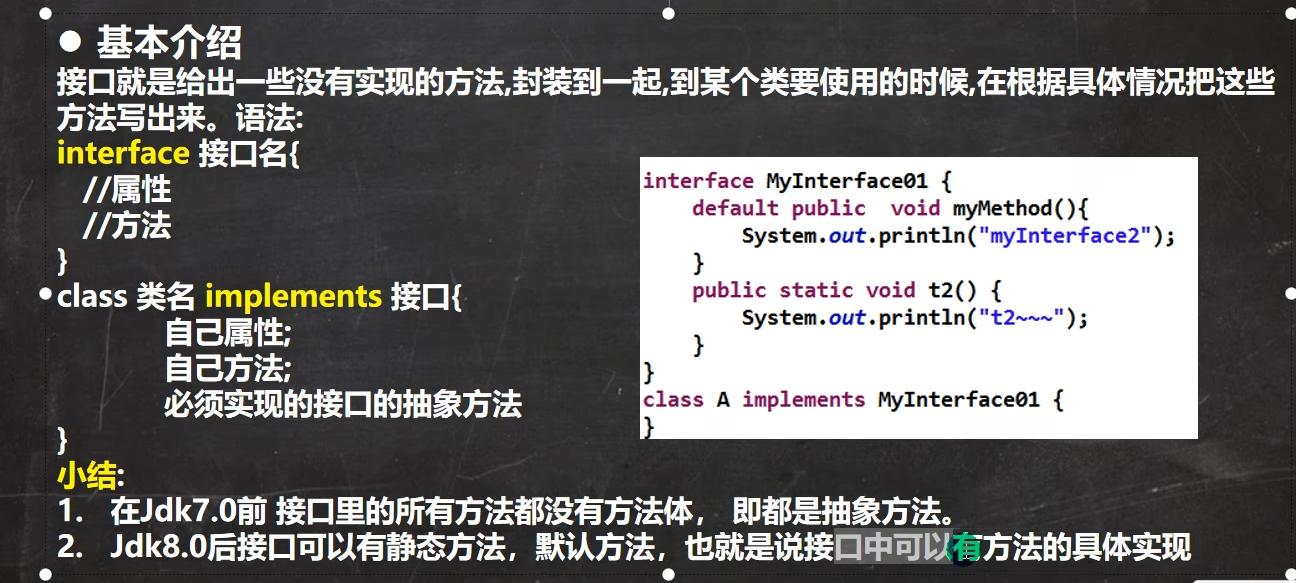 ● 基本介绍
接口就是给出一些没有实现的方法,封装到一起,到某个类要使用的时候,在根据具体情况把这些
方法写出来。语法:
interface 接口名{
//属性
//方法
}
class 类名 implements 接口{
自己属性;
自己方法;
必须实现的接口的抽象方法
}
小结:
1. 在Jdk7.0前 接口里的所有方法都没有方法体， 即都是抽象方法。
2. Jdk8.0后接口可以有静态方法，默认方法，也就是说接口中可以有方法的具体实现
interface MyInterface01 {
default public  void myMethod(){
System.out.println("myInterface2");
}
public static void t2() {
System.out.println("t2~~~");
}
}
class A implements MyInterface01 {
}